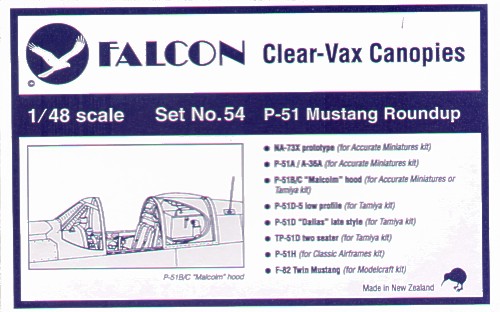 FALCON Clear-Vax Canopies
©
1/48 scale Set No.54 P-51 Mustang Roundup
● NA-73X prototype (for Accurate Miniatures kit)
● P-51A / A-36A (for Accurate Miniatures kit)
● P-51B/C "Malcolm" hood (for Accurate Miniatures or
Tamiya kit)
● P-51D-5 low profile (for Tamiya kit)
● P-51D "Dallas" late style (for Tamiya kit)
● TP-51D two seater (for Tamiya kit)
● P-51H (for Classic Airframes kit)
● F-82 Twin Mustang (for Modelcraft kit)
P-51B/C "Malcolm" hood
Made in New Zealand